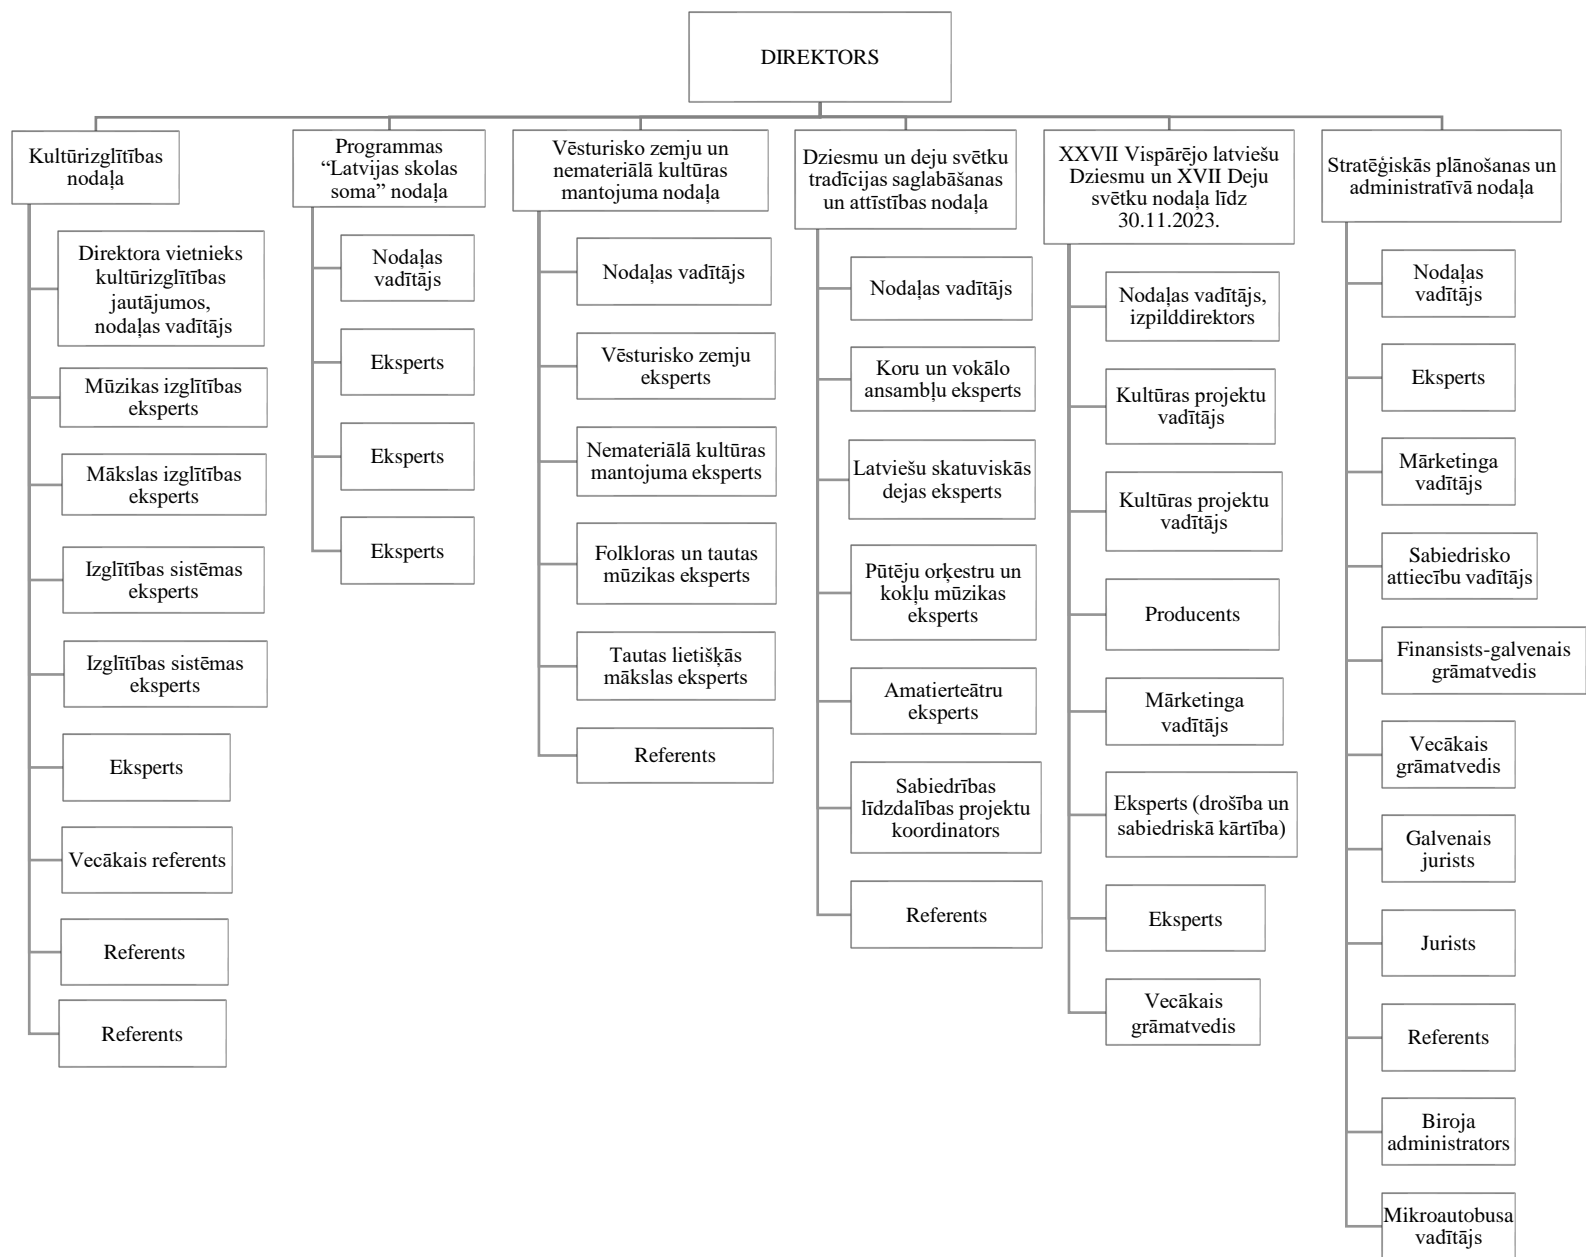 DIREKTORS
Kultūrizglītības
nodaļa
Direktora vietnieks
kultūrizglītības
jautājumos,
nodaļas vadītājs
Mūzikas izglītības
eksperts
Mākslas izglītības
eksperts
Izglītības sistēmas
eksperts
Izglītības sistēmas
eksperts
Eksperts
Vecākais referents
Referents
Referents
Programmas
“Latvijas skolas
soma” nodaļa
Nodaļas
vadītājs
Eksperts
Eksperts
Eksperts
Vēsturisko zemju un
nemateriālā kultūras
mantojuma nodaļa
Nodaļas vadītājs
Vēsturisko zemju
eksperts
Nemateriālā kultūras
mantojuma eksperts
Folkloras un tautas
mūzikas eksperts
Tautas lietišķās
mākslas eksperts
Referents
Dziesmu un deju svētku
tradīcijas saglabāšanas
un attīstības nodaļa
Nodaļas vadītājs
Koru un vokālo
ansambļu eksperts
Latviešu skatuviskās
dejas eksperts
Pūtēju orķestru un
kokļu mūzikas
eksperts
Amatierteātru
eksperts
Sabiedrības
līdzdalības projektu
koordinators
Referents
XXVII Vispārējo latviešu
Dziesmu un XVII Deju
svētku nodaļa līdz
30.11.2023.
Nodaļas vadītājs,
izpilddirektors
Kultūras projektu
vadītājs
Kultūras projektu
vadītājs
Producents
Mārketinga
vadītājs
Eksperts (drošība un
sabiedriskā kārtība)
Eksperts
Vecākais
grāmatvedis
Stratēģiskās plānošanas un
administratīvā nodaļa
Nodaļas
vadītājs
Eksperts
Mārketinga
vadītājs
Sabiedrisko
attiecību vadītājs
Finansists-galvenais
grāmatvedis
Vecākais
grāmatvedis
Galvenais
jurists
Jurists
Referents
Biroja
administrators
Mikroautobusa
vadītājs